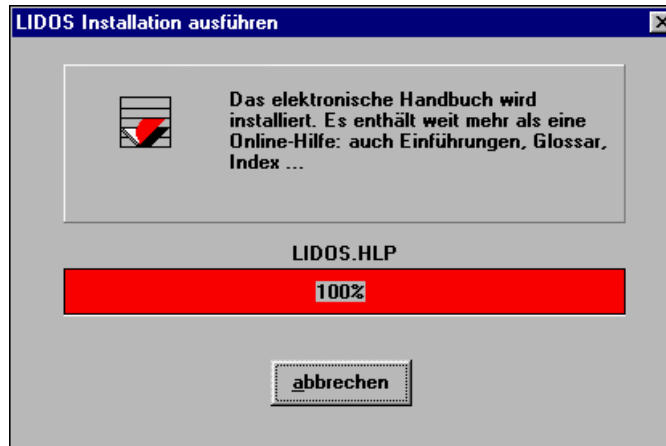 LIDOS Installation ausführen
Das elektronische Handbuch wird
installiert. Es enthält weit mehr als eine
Online-Hilfe: auch Einführungen, Glossar,
Index ...
LIDOS.HLP
100%
abbrechen